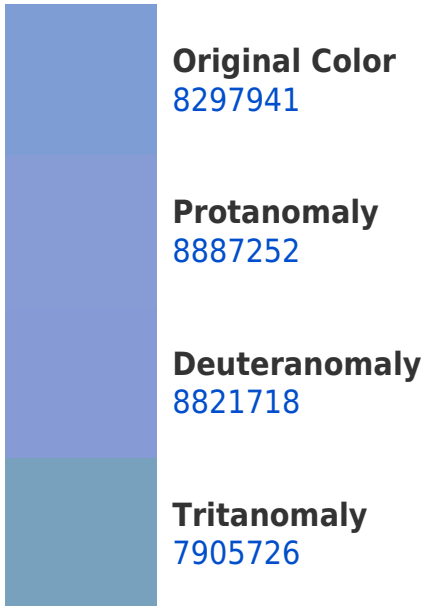 Original Color
8297941
Protanomaly
8887252
Deuteranomaly
8821718
Tritanomaly
7905726